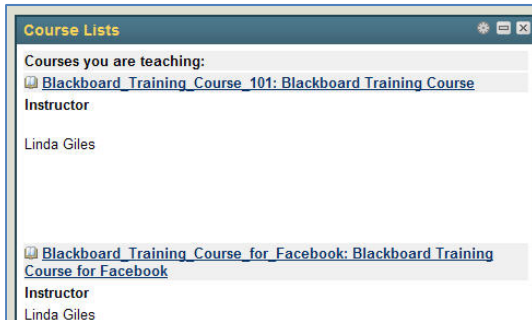 Course Lists
Courses you are teaching:
Blackboard_Training_Course_101: Blackboard Training Course
Instructor
Linda Giles
Blackboard_Training_Course_for_Facebook: Blackboard Training
Course for Facebook
Instructor
Linda Giles